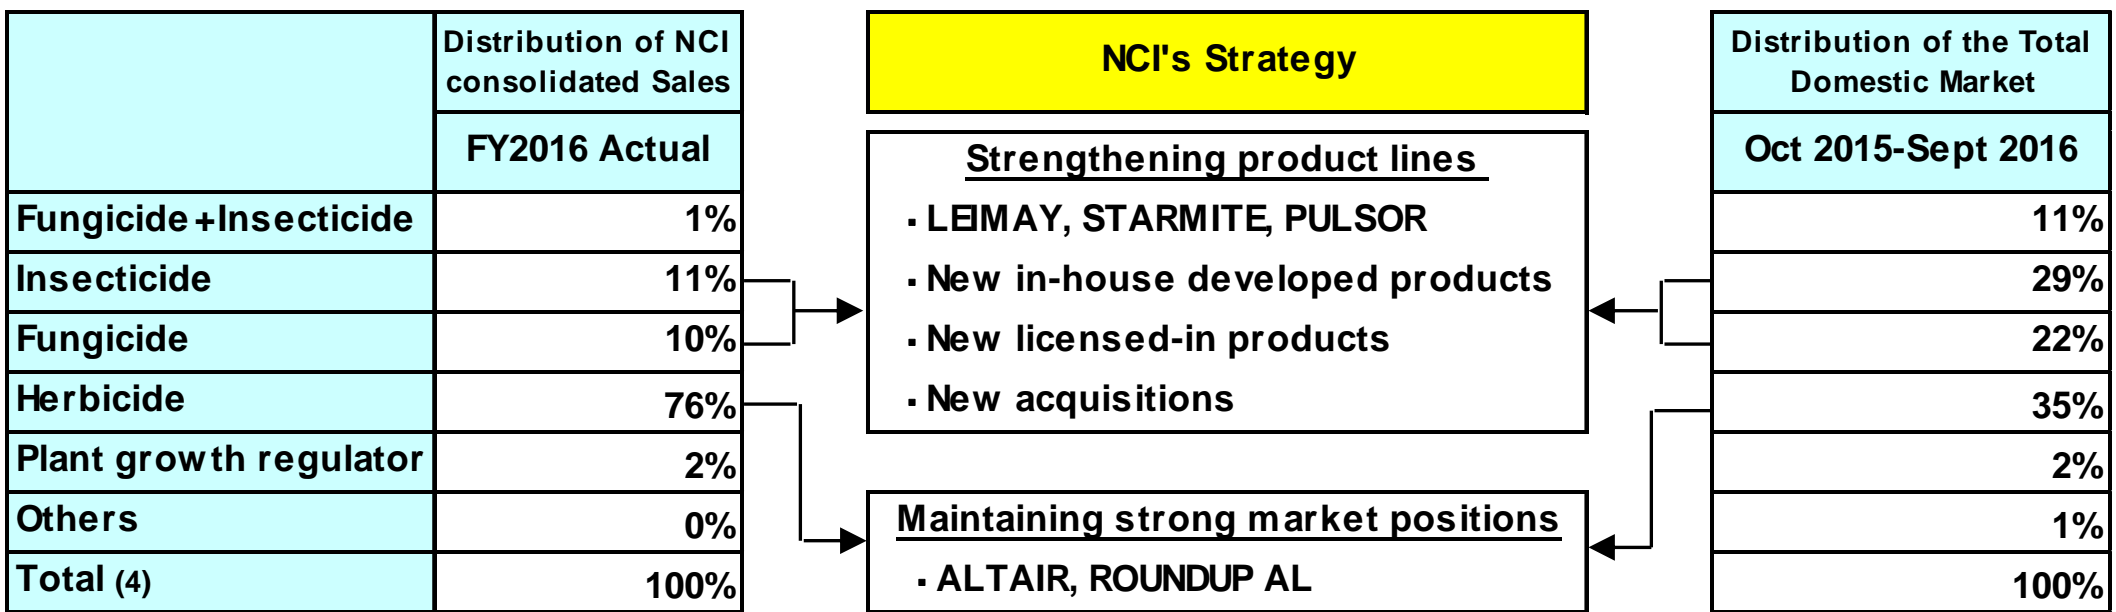 Distribution of NCI
consolidated Sales
FY2016 Actual
Fungicide+Insecticide 1%
Insecticide 11%
Fungicide 10%
Herbicide 76%
Plant growth regulator 2%
Others 0%
Total (4) 100%
NCI's Strategy
Strengthening product lines
· LEIMAY, STARMITE, PULSOR
· New in-house developed products
· New licensed-in products
· New acquisitions
Maintaining strong market positions
· ALTAIR, ROUNDUP AL
Distribution of the Total
Domestic Market
Oct 2015-Sept 2016
11%
29%
22%
35%
2%
1%
100%